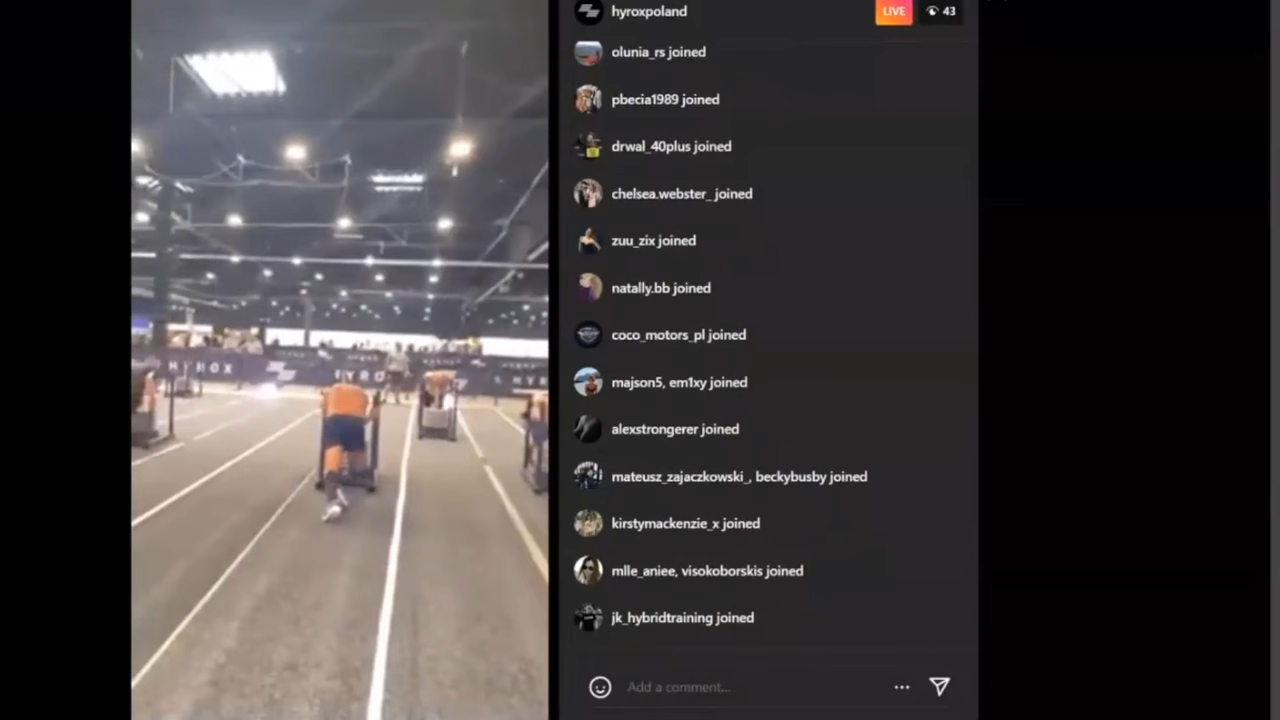 hyroxpoland
LIVE
43
olunia_rs joined
pbecia1989 joined
drwal_40plus joined
chelsea.webster_ joined
zuu_zix joined
natally.bb joined
coco_motors_pl joined
majson5, em1xy joined
alexstrongerer joined
mateusz_zajaczkowski_, beckybusby joined
kirstymackenzie_x joined
mlle_aniee, visokoborskis joined
jk_hybridtraining joined
Add a comment...
HYROX